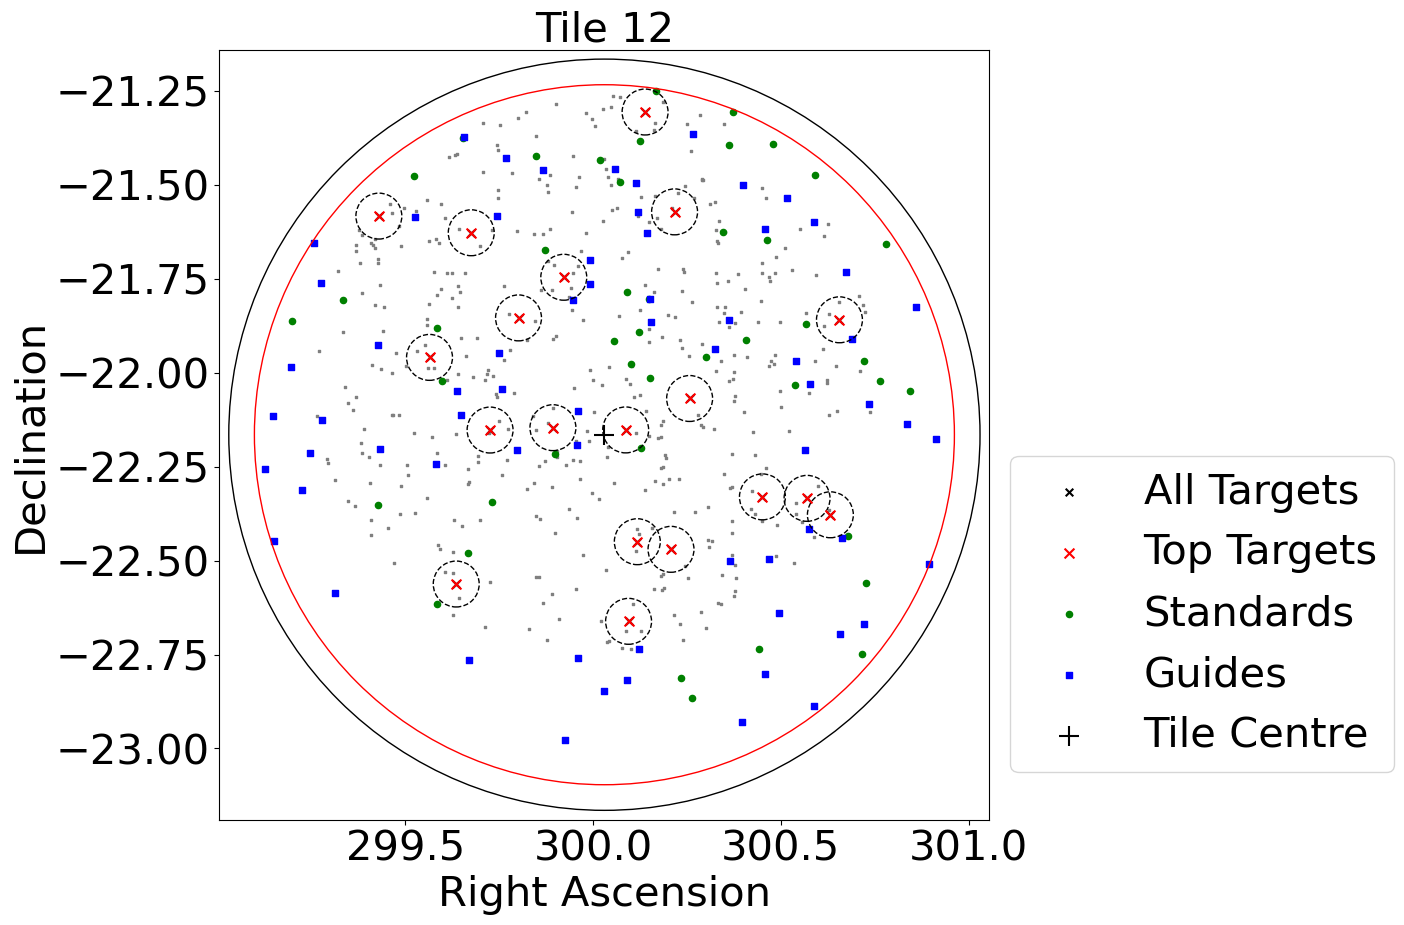 Tile 12
−21.25
−21.50
−21.75
−22.00
−22.25
−22.50
−22.75
−23.00
Declination
299.5
300.0
300.5
301.0
Right Ascension
All Targets
Top Targets
Standards
Guides
Tile Centre